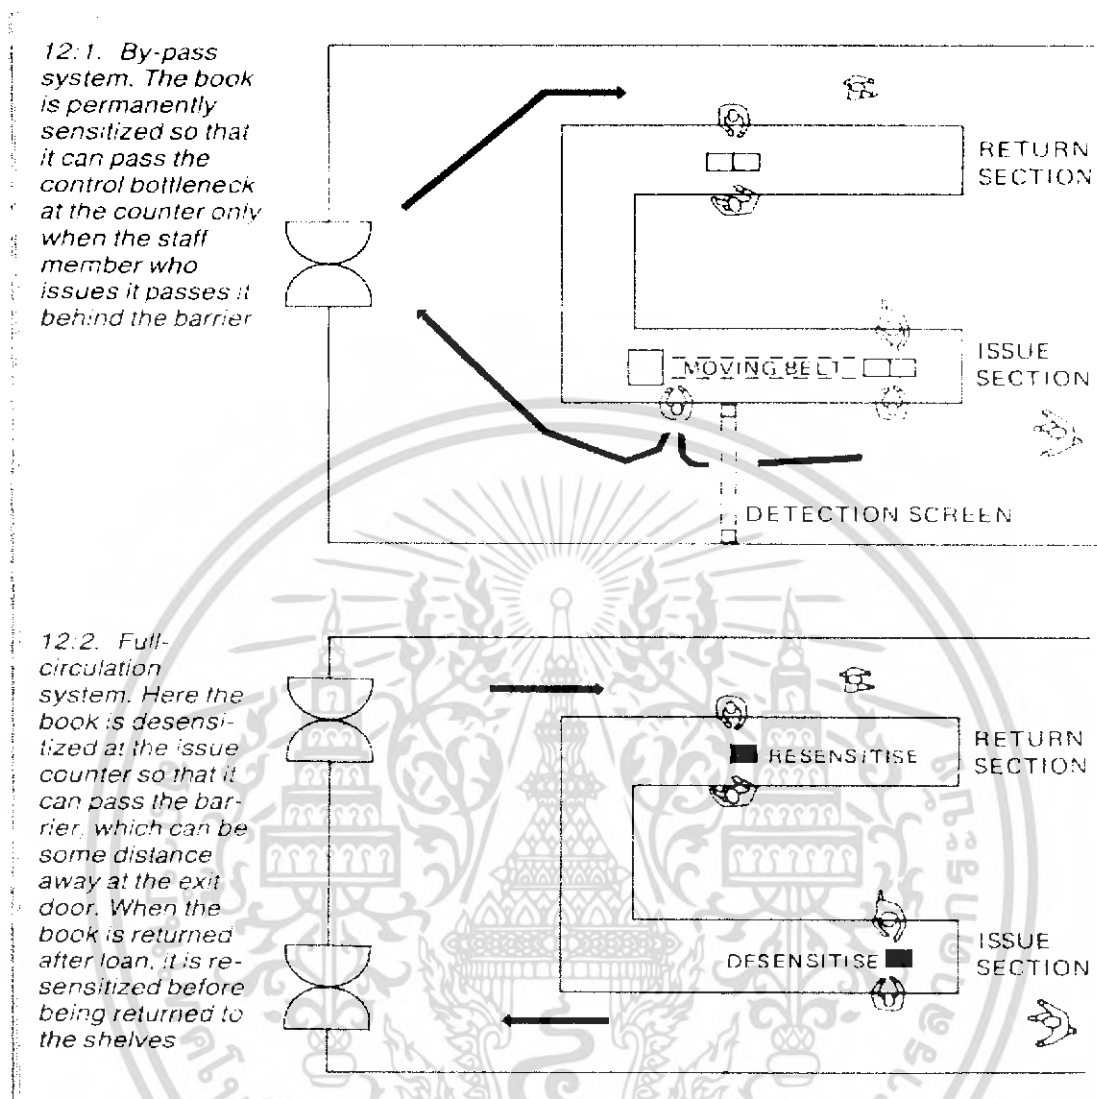 12:1. By-pass
system. The book
is permanently
sensitized so that
it can pass the
control bottleneck
at the counter only
when the staff
member who
issues it passes it
behind the barrier
RETURN
SECTION
ISSUE
SECTION
MOVING BELT
DETECTION SCREEN
12:2. Full-
circulation
system. Here the
book is desensi-
tized at the issue
counter so that it
can pass the bar-
rier, which can be
some distance
away at the exit
door. When the
book is returned
after loan, it is re-
sensitized before
being returned to
the shelves
RESENSITISE
RETURN
SECTION
DESENSITISE
ISSUE
SECTION